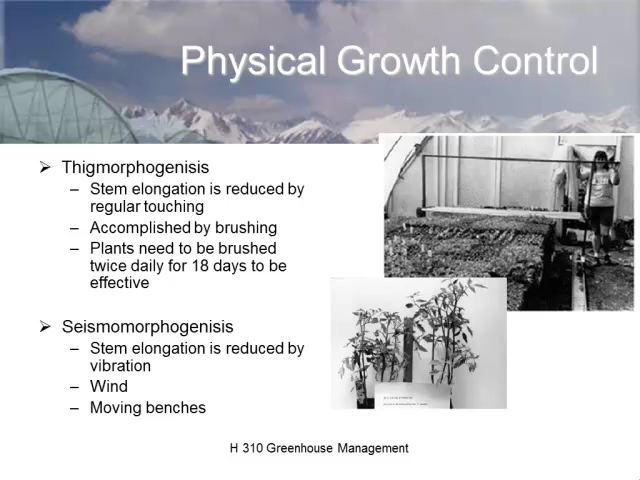 Physical Growth Control
Thigmorphogenisis
– Stem elongation is reduced by
regular touching
– Accomplished by brushing
– Plants need to be brushed
twice daily for 18 days to be
effective
Seismomorphogenisis
– Stem elongation is reduced by
vibration
– Wind
– Moving benches
H 310 Greenhouse Management